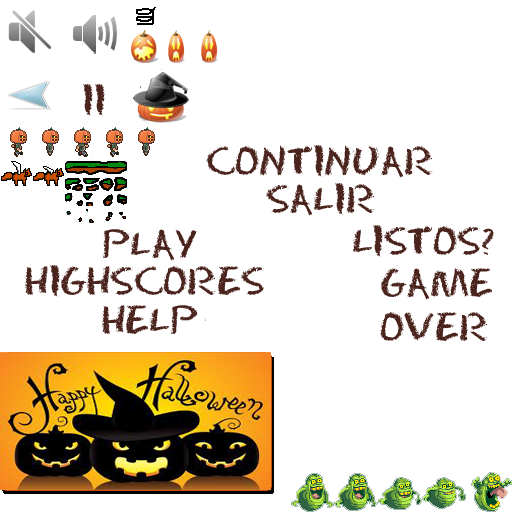 CONTINUAR
SALIR
PLAY
HIGHSCORES
HELP
LISTOS?
GAME
OVER
Happy Halloween